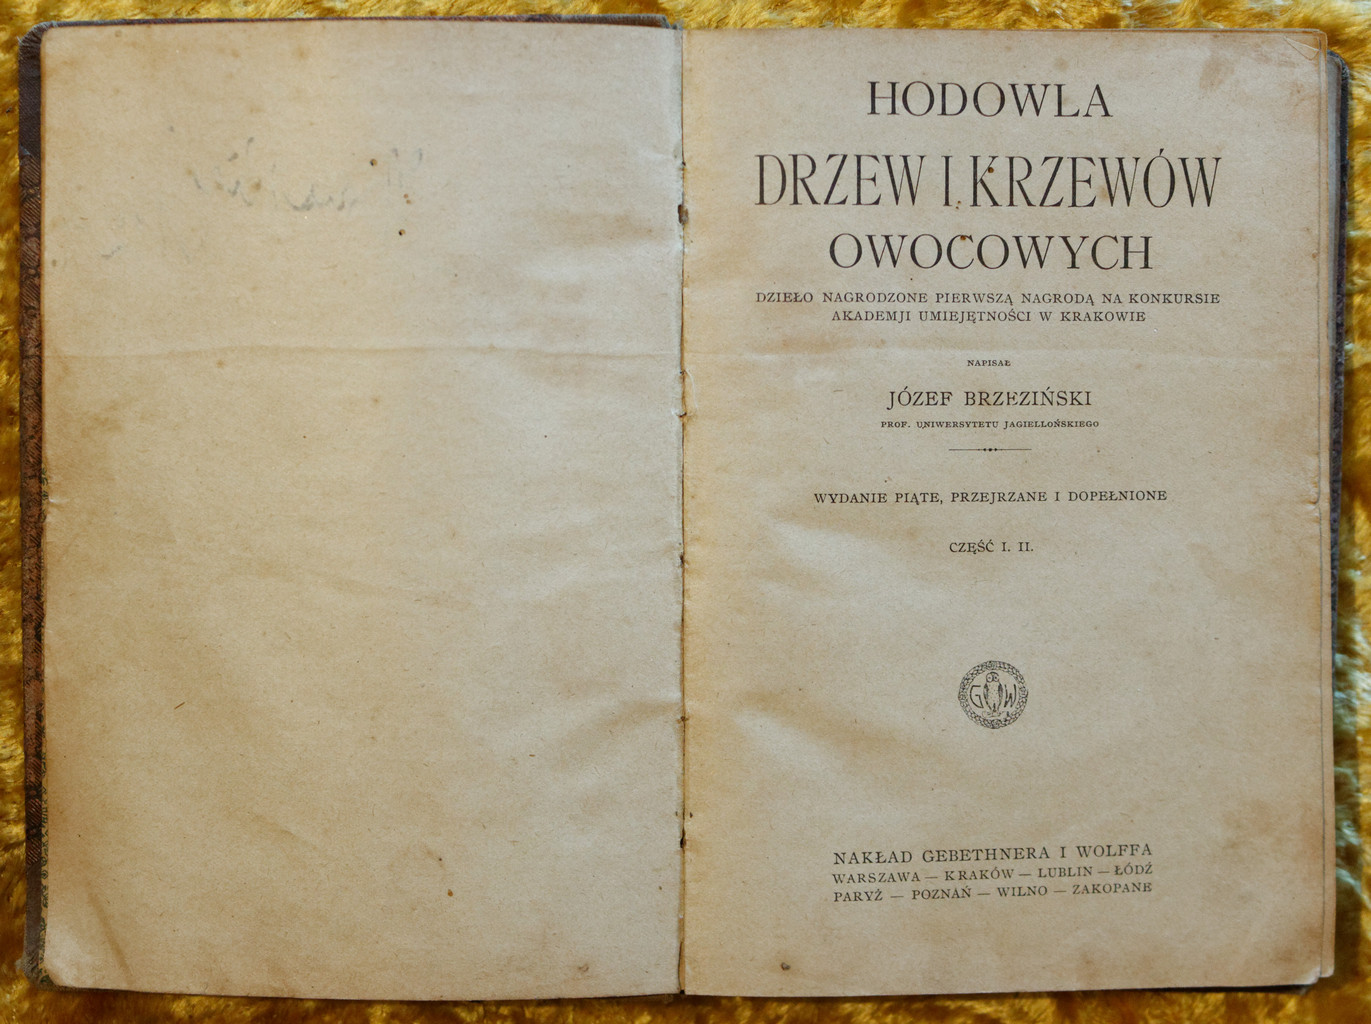 HODOWLA
DRZEW I KRZEWÓW
OWOCOWYCH
DZIEŁO NAGRODZONE PIERWSZĄ NAGRODĄ NA KONKURSIE
AKADEMJI UMIEJĘTNOŚCI W KRAKOWIE
NAPISAŁ
JÓZEF BRZEZIŃSKI
PROF. UNIWERSYTETU JAGIELLOŃSKIEGO
WYDANIE PIĄTE, PRZEJRZANE I DOPEŁNIONE
CZĘŚĆ I. II.
G W
NAKŁAD GEBETHNERA I WOLFFA
WARSZAWA — KRAKÓW — LUBLIN — ŁÓDŹ
PARYŻ — POZNAŃ — WILNO — ZAKOPANE